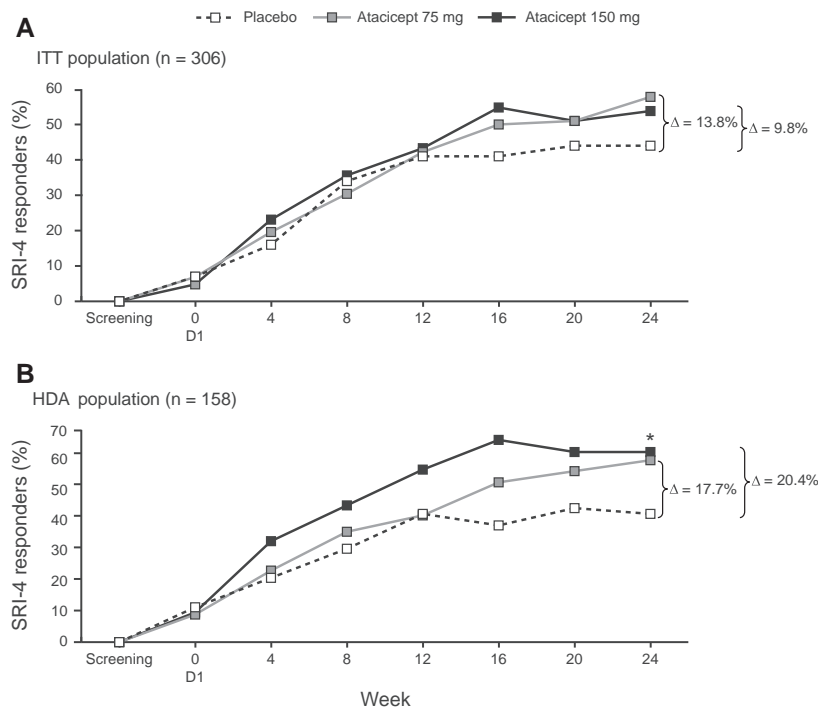 Placebo Atacicept 75 mg Atacicept 150 mg
A
ITT population (n = 306)
SRI-4 responders (%)
60
50
40
30
20
10
0
Δ = 13.8%
Δ = 9.8%
Screening 0 4 8 12 16 20 24
D1
B
HDA population (n = 158)
SRI-4 responders (%)
70
60
50
40
30
20
10
0
*
Δ = 17.7%
Δ = 20.4%
Screening 0 4 8 12 16 20 24
D1
Week